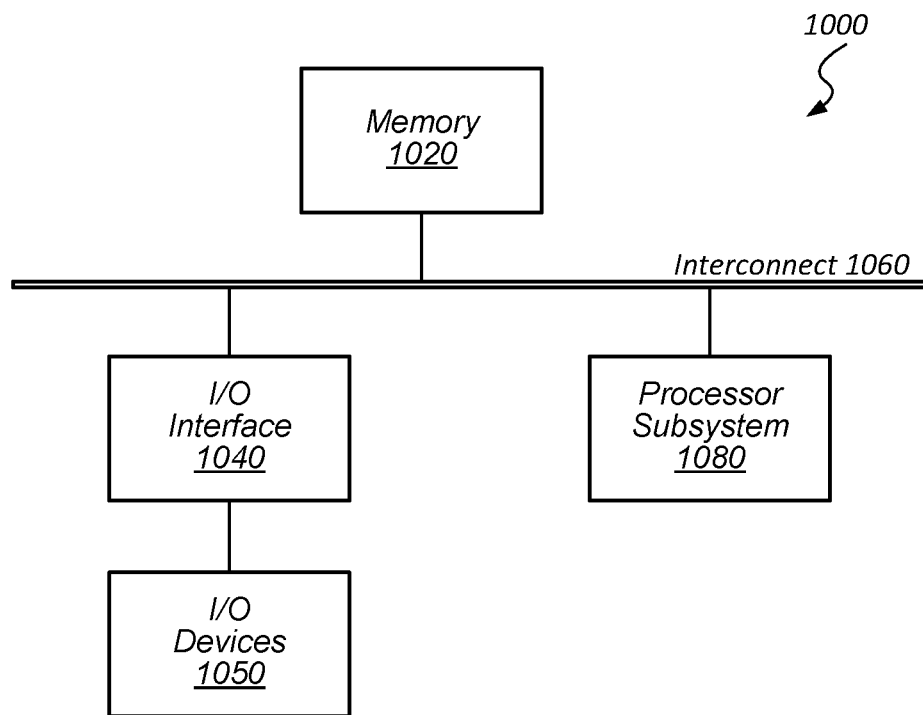 1000
Memory
1020
Interconnect 1060
I/O
Interface
1040
Processor
Subsystem
1080
I/O
Devices
1050